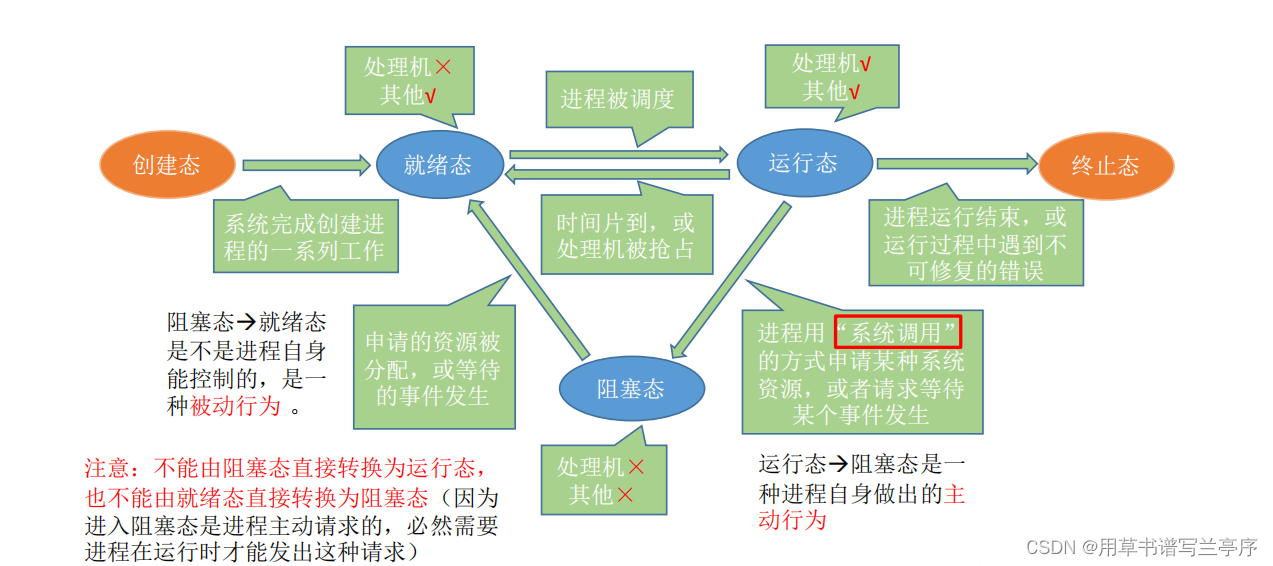 处理机×
其他√
进程被调度
处理机√
其他√
创建态
就绪态
运行态
终止态
系统完成创建进
程的一系列工作
时间片到，或
处理机被抢占
进程运行结束，或
运行过程中遇到不
可修复的错误
阻塞态→就绪态
是不是进程自身
能控制的，是一
种被动行为 。
申请的资源被
分配，或等待
的事件发生
进程用“系统调用”
的方式申请某种系统
资源，或者请求等待
某个事件发生
阻塞态
处理机×
其他×
注意：不能由阻塞态直接转换为运行态，
也不能由就绪态直接转换为阻塞态（因为
进入阻塞态是进程主动请求的，必然需要
进程在运行时才能发出这种请求）
运行态→阻塞态是一
种进程自身做出的主
动行为
CSDN @用草书谱写兰亭序